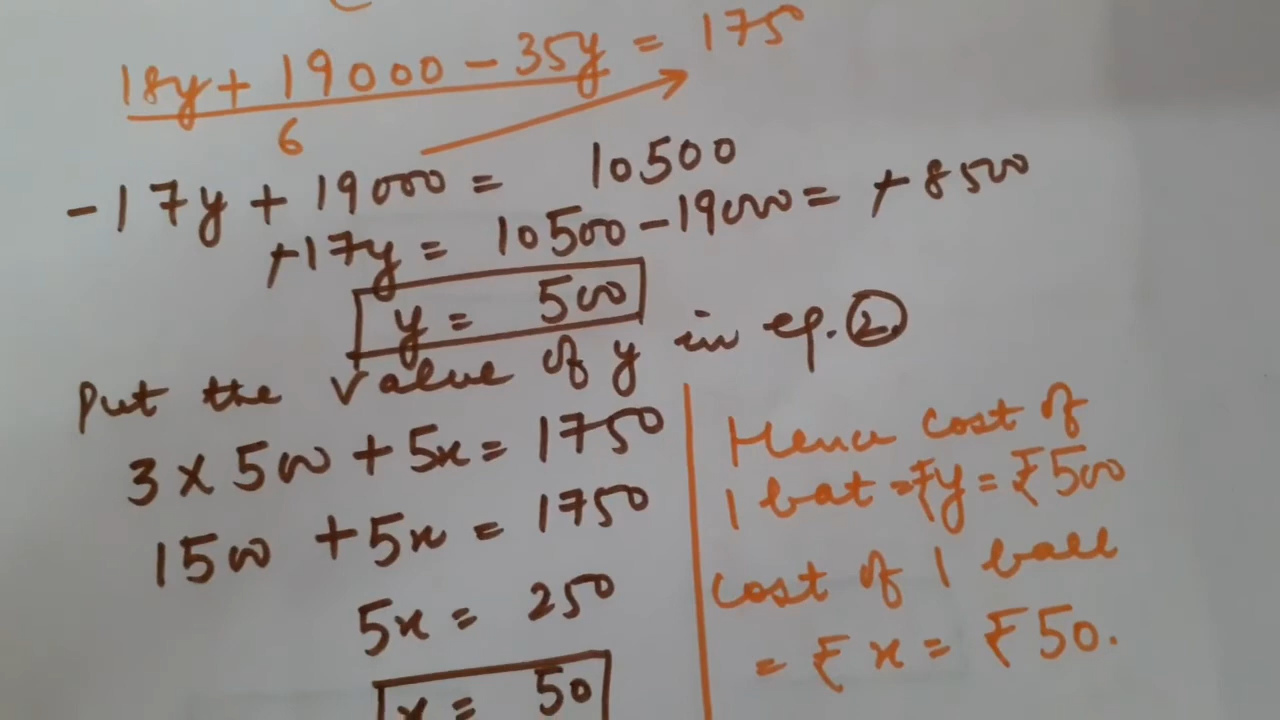 18y + 19000 - 35y = 1750
6
-17y + 19000 = 10500
+17y = 10500 - 19000 = +8500
y = 500
Put the value of y in eq. ②
3 × 500 + 5x = 1750
1500 + 5x = 1750
5x = 250
x = 50
Hence cost of
1 bat = ₹y = ₹500
cost of 1 ball
= ₹ x = ₹50.